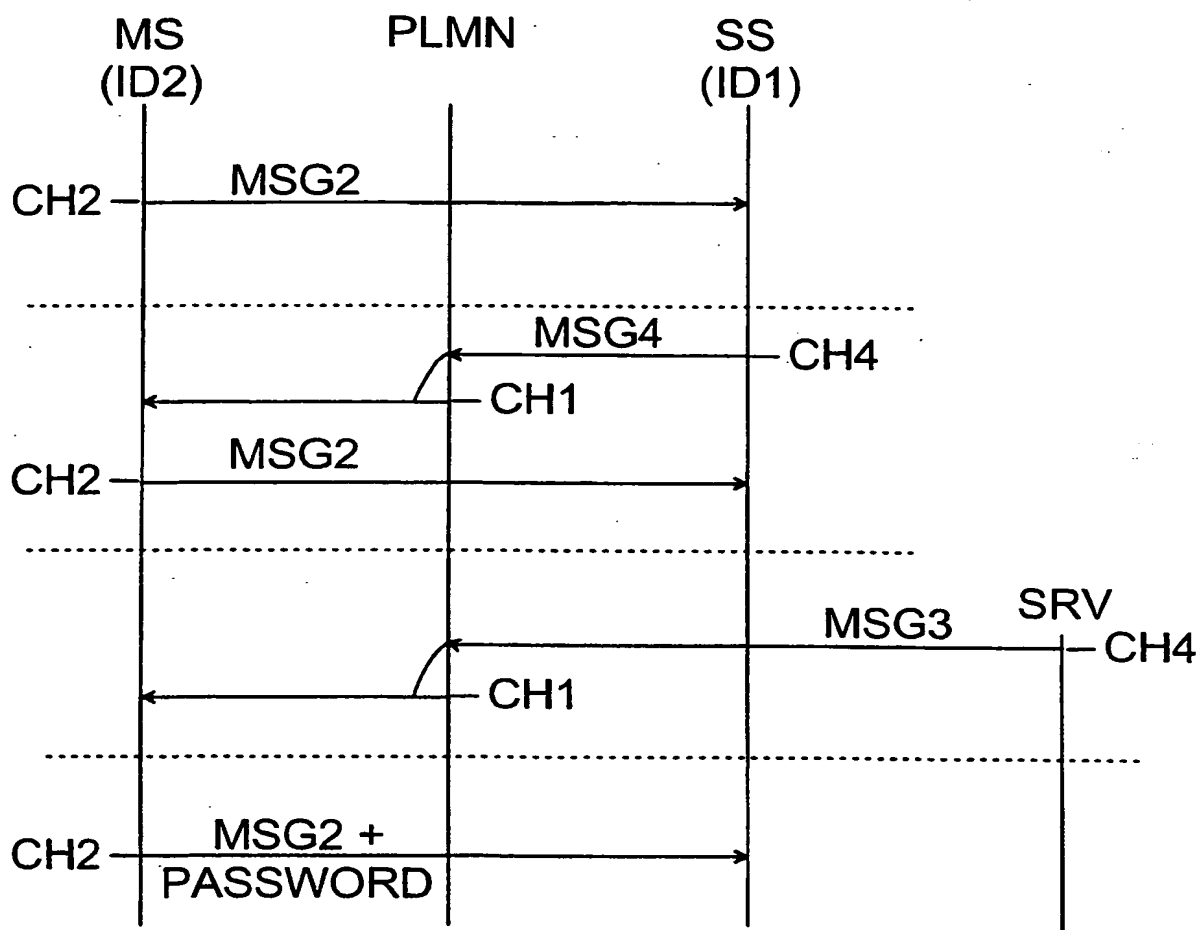 MS PLMN SS
(ID2) (ID1)
MSG2
CH2
MSG4
CH4
CH1
MSG2
CH2
SRV
MSG3
CH4
CH1
MSG2 +
CH2
PASSWORD